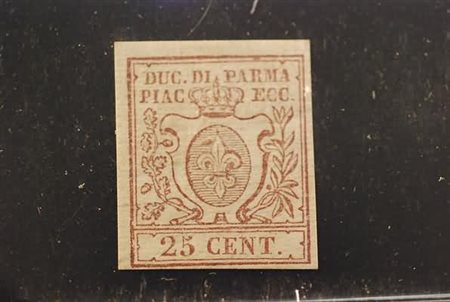 DUC. DI PARMA
PIAC ECC.
25 CENT.